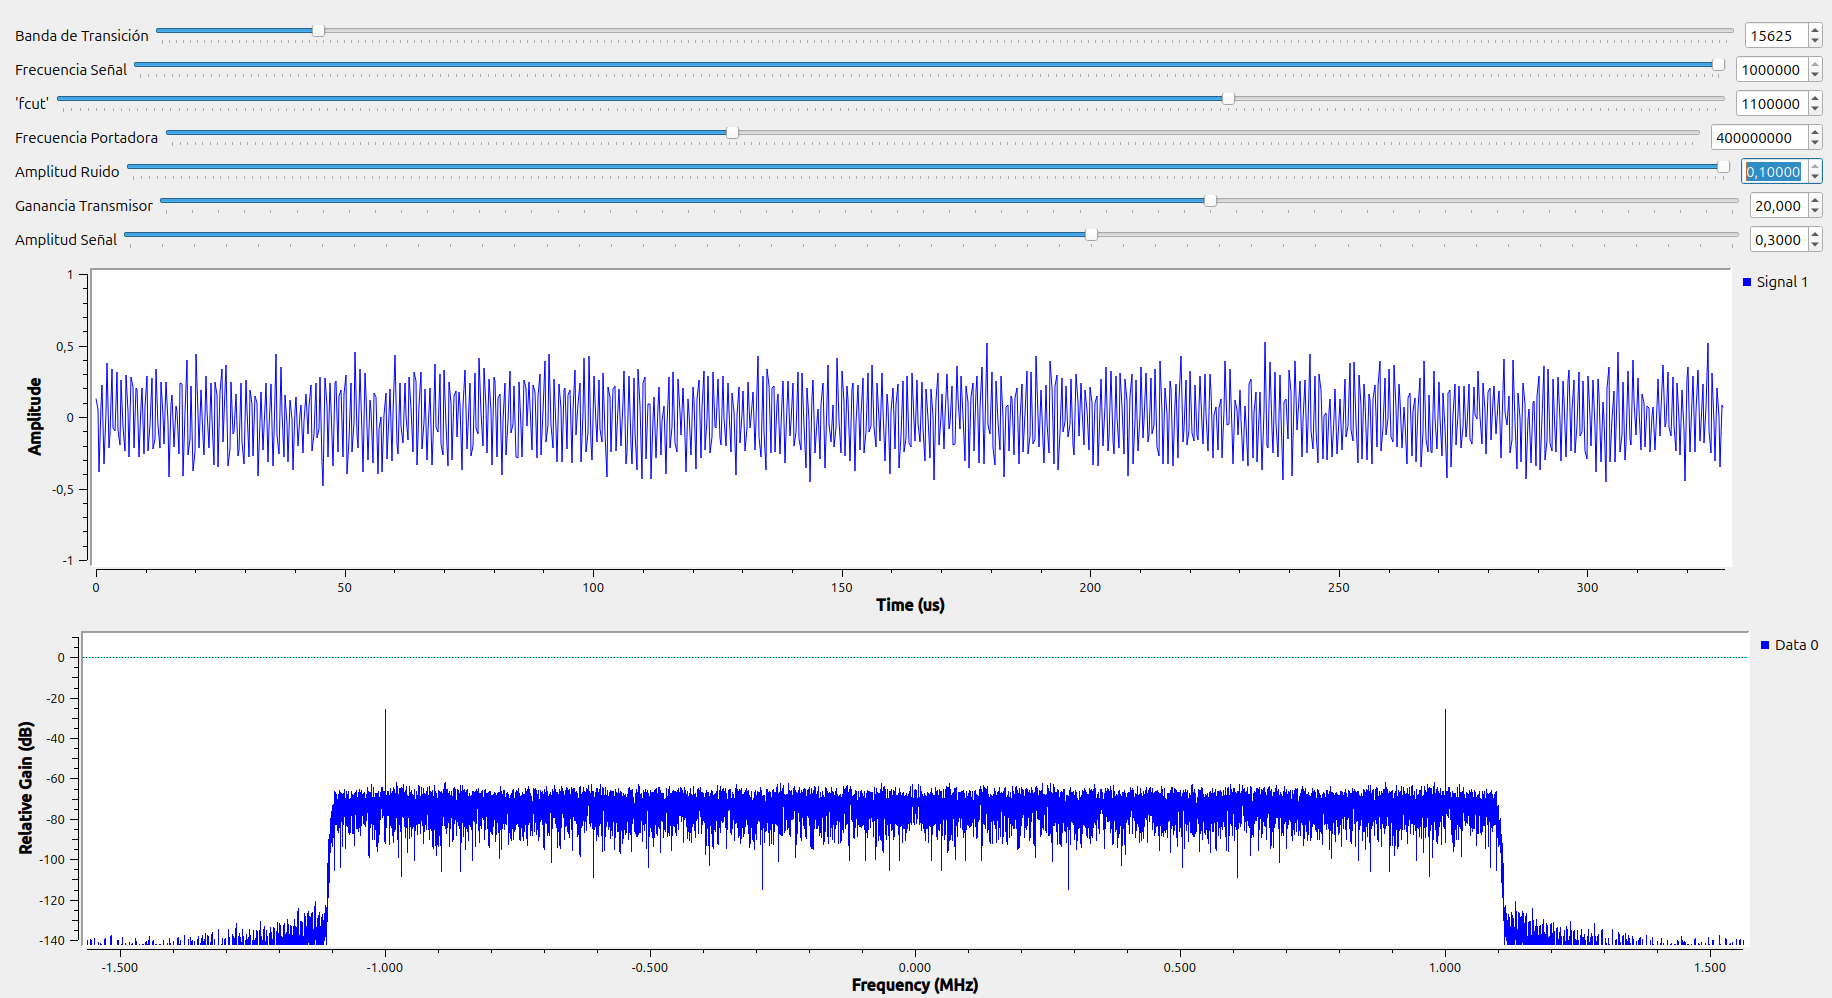 Banda de Transición 15625
Frecuencia Señal 1000000
'fcut' 1100000
Frecuencia Portadora 400000000
Amplitud Ruido 0,10000
Ganancia Transmisor 20,000
Amplitud Señal 0,3000
Signal 1
1
0,5
0
-0,5
-1
Amplitude
0 50 100 150 200 250 300
Time (us)
Data 0
0
-20
-40
-60
-80
-100
-120
-140
Relative Gain (dB)
-1.500 -1.000 -0.500 0.000 0.500 1.000 1.500
Frequency (MHz)